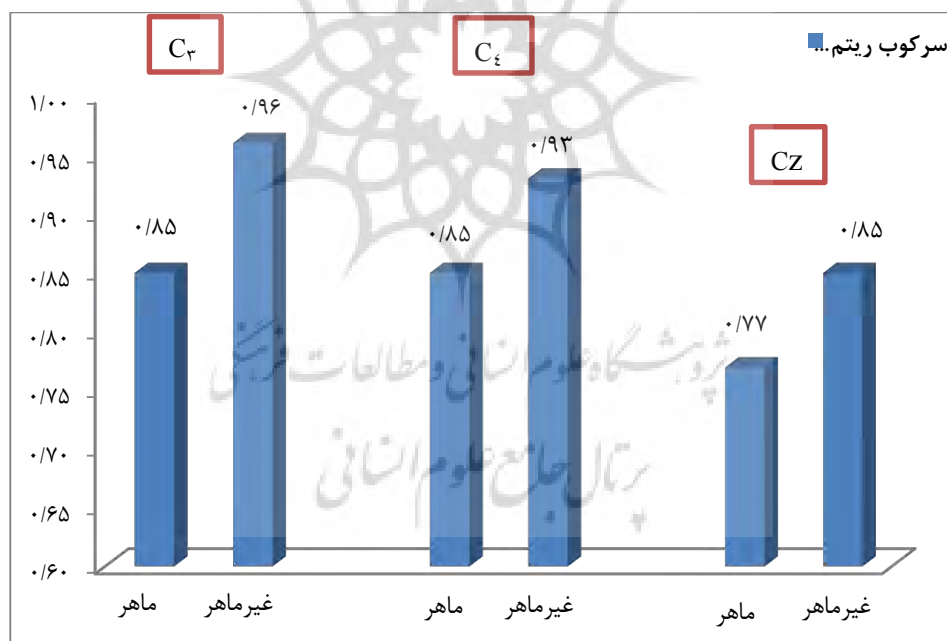 سرکوب ریتم...
C۳
C٤
Cz
۱/۰۰
۰/۹۵
۰/۹۰
۰/۸۵
۰/۸۰
۰/۷۵
۰/۷۰
۰/۶۵
۰/۶۰
۰/۸۵
۰/۹۶
۰/۸۵
۰/۹۳
۰/۷۷
۰/۸۵
ماهر
غیرماهر
ماهر
غیرماهر
ماهر
غیرماهر
پژوهشگاه علوم انسانی و مطالعات فرهنگی
پرتال جامع علوم انسانی